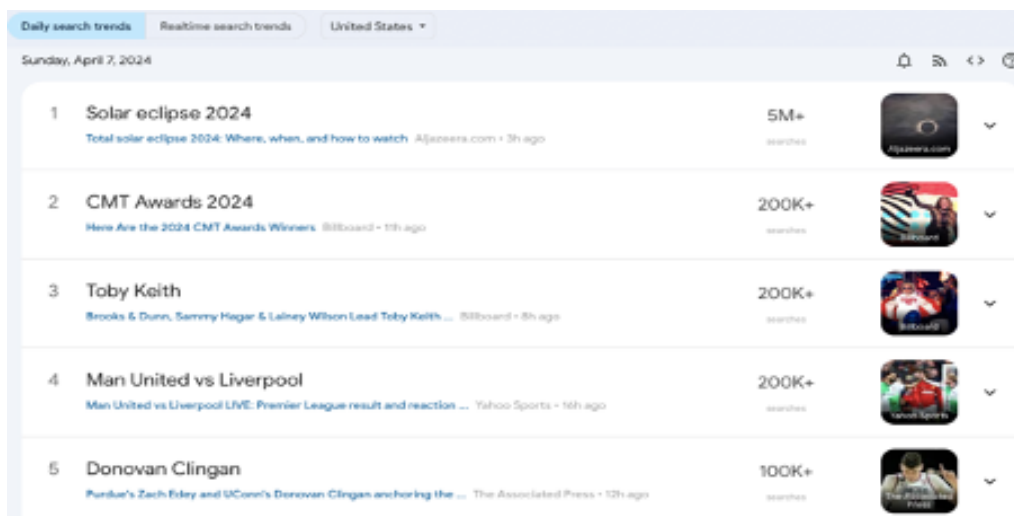 Daily search trends Realtime search trends United States
Sunday, April 7, 2024
1 Solar eclipse 2024 5M+
Total solar eclipse 2024: Where, when, and how to watch Aljazeera.com • 3h ago searches
Aljazeera.com
2 CMT Awards 2024 200K+
Here Are the 2024 CMT Awards Winners Billboard • 11h ago searches
Billboard
3 Toby Keith 200K+
Brooks & Dunn, Sammy Hagar & Lainey Wilson Lead Toby Keith ... Billboard • 8h ago searches
Billboard
4 Man United vs Liverpool 200K+
Man United vs Liverpool LIVE: Premier League result and reaction ... Yahoo Sports • 16h ago searches
Yahoo Sports
5 Donovan Clingan 100K+
Purdue's Zach Edey and UConn's Donovan Clingan anchoring the ... The Associated Press • 12h ago searches
The Associated
Press